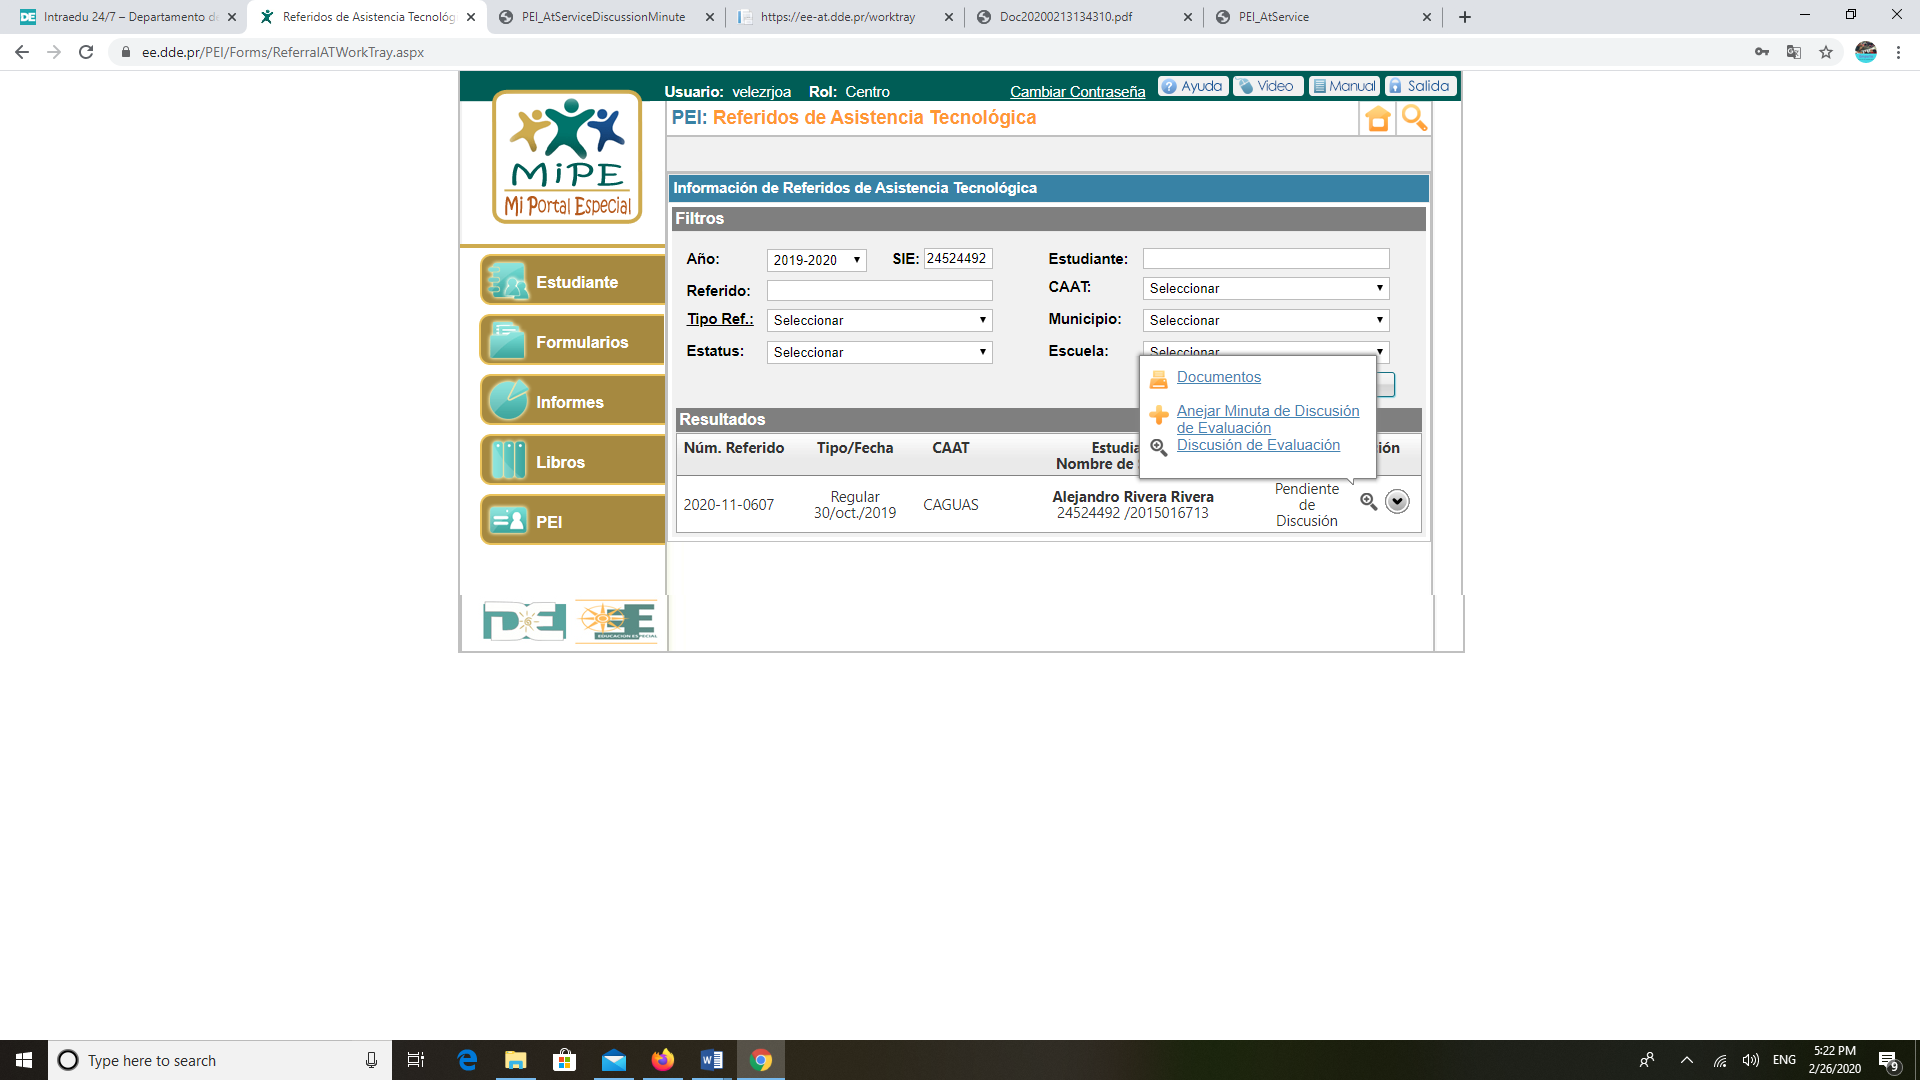 Intraedu 24/7 – Departamento de
Referidos de Asistencia Tecnológ
PEI_AtServiceDiscussionMinute
https://ee-at.dde.pr/worktray
Doc20200213134310.pdf
PEI_AtService
ee.dde.pr/PEI/Forms/ReferralATWorkTray.aspx
Usuario: velezrjoa Rol: Centro
Cambiar Contraseña
Ayuda
Video
Manual
Salida
MiPE
Mi Portal Especial
PEI: Referidos de Asistencia Tecnológica
Información de Referidos de Asistencia Tecnológica
Filtros
Año: 2019-2020 SIE: 24524492 Estudiante:
Referido: CAAT: Seleccionar
Tipo Ref.: Seleccionar Municipio: Seleccionar
Estatus: Seleccionar Escuela: Seleccionar
Documentos
Anejar Minuta de Discusión
de Evaluación
Discusión de Evaluación
Resultados
Núm. Referido Tipo/Fecha CAAT Estudia
Nombre de
ión
2020-11-0607
Regular
30/oct./2019
CAGUAS
Alejandro Rivera Rivera
24524492 /2015016713
Pendiente
de
Discusión
Estudiante
Formularios
Informes
Libros
PEI
DE
EE
EDUCACION ESPECIAL
Type here to search
ENG
5:22 PM
2/26/2020
9